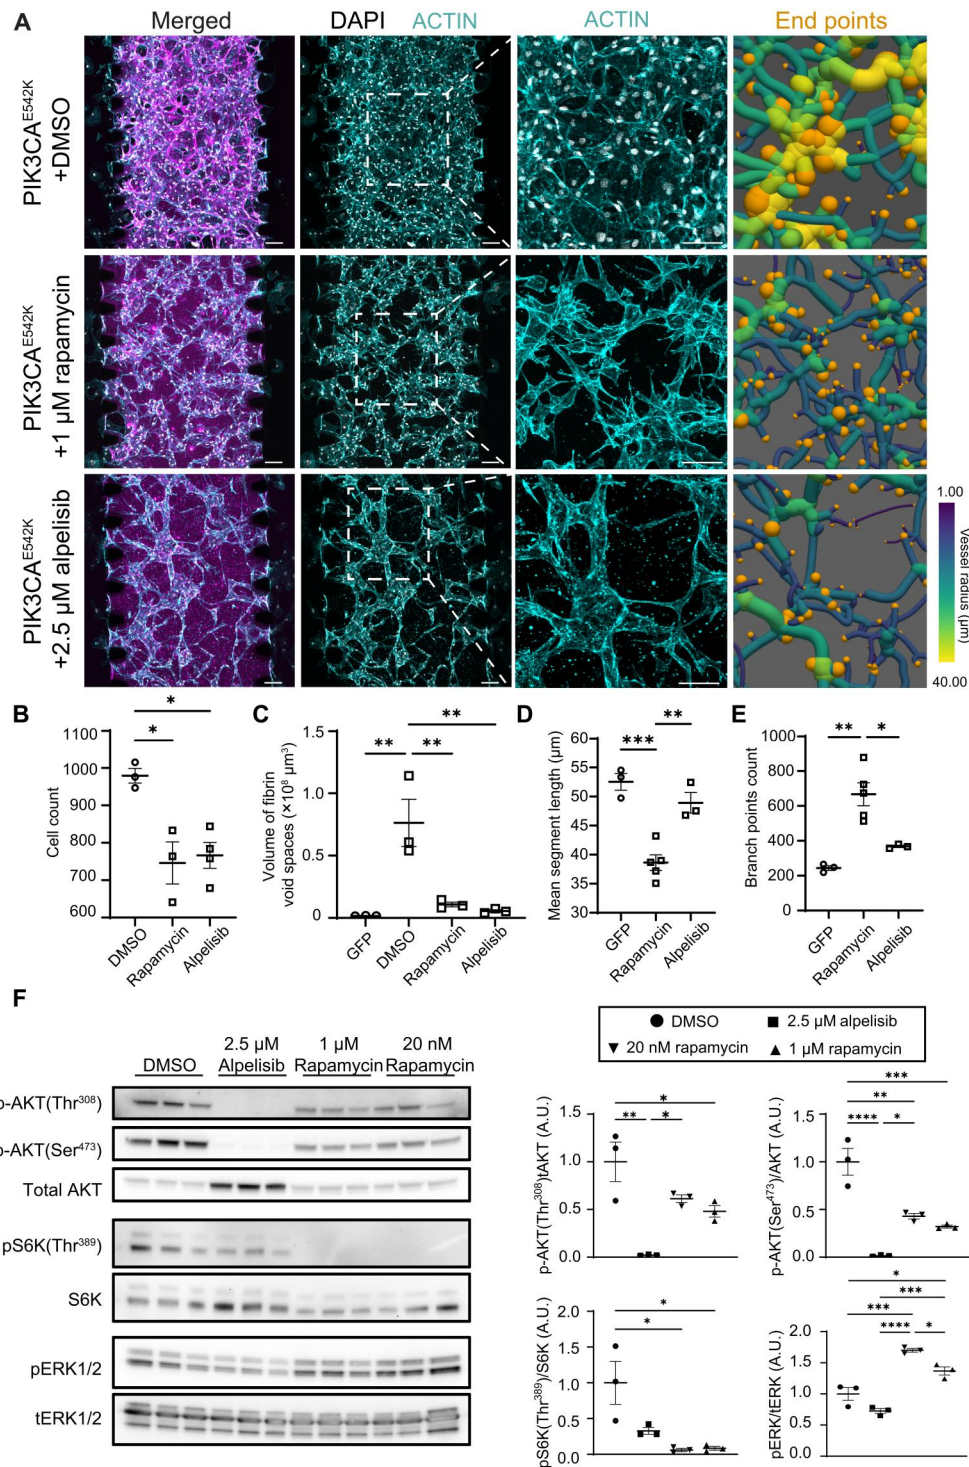 A Merged DAPI ACTIN ACTIN End points
PIK3CA^E542K
+DMSO
PIK3CA^E542K
+1 µM rapamycin
PIK3CA^E542K
+2.5 µM alpelisib
1.00
Vessel radius (µm)
40.00
B
Cell count
1100
1000
900
800
700
600
* *
DMSO
Rapamycin
Alpelisib
C
Volume of fibrin
void spaces (×10⁸ µm³)
1.5
1.0
0.5
0
**
** **
GFP
DMSO
Rapamycin
Alpelisib
D
Mean segment length (µm)
60
55
50
45
40
35
30
*** **
GFP
Rapamycin
Alpelisib
E
Branch points count
1000
800
600
400
200
0
** *
GFP
Rapamycin
Alpelisib
F
DMSO
2.5 µM
Alpelisib
1 µM
Rapamycin
20 nM
Rapamycin
p-AKT(Thr³⁰⁸)
p-AKT(Ser⁴⁷³)
Total AKT
pS6K(Thr³⁸⁹)
S6K
pERK1/2
tERK1/2
DMSO 2.5 µM alpelisib
20 nM rapamycin 1 µM rapamycin
p-AKT(Thr³⁰⁸)tAKT (A.U.)
1.5
1.0
0.5
0.0
*
** *
p-AKT(Ser⁴⁷³)/AKT (A.U.)
1.5
1.0
0.5
0.0
***
**
**** *
pS6K(Thr³⁸⁹)/S6K (A.U.)
2.0
1.5
1.0
0.5
0.0
*
*
pERK/tERK (A.U.)
2.0
1.5
1.0
0.5
0.0
*
***
***
**** *